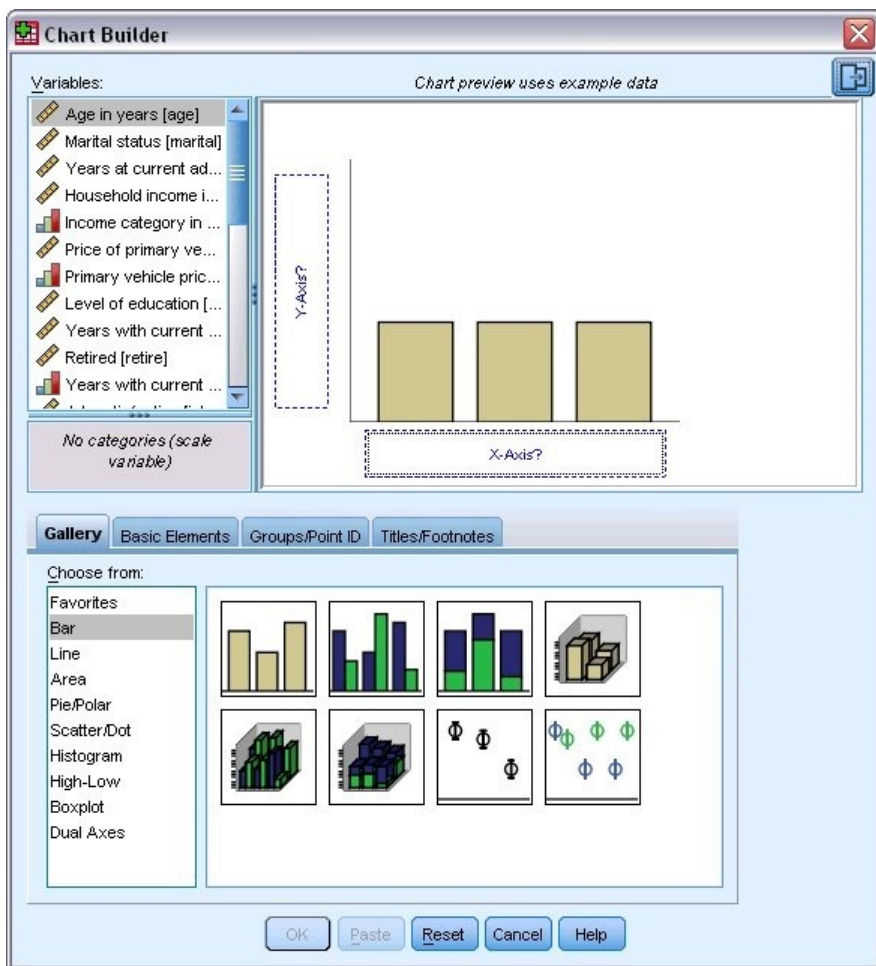 Chart Builder
Variables:
Chart preview uses example data
Age in years [age]
Marital status [marital]
Years at current ad...
Household income i...
Income category in ...
Price of primary ve...
Primary vehicle pric...
Level of education [...
Years with current ...
Retired [retire]
Years with current ...
No categories (scale
variable)
Y-Axis?
X-Axis?
Gallery
Basic Elements
Groups/Point ID
Titles/Footnotes
Choose from:
Favorites
Bar
Line
Area
Pie/Polar
Scatter/Dot
Histogram
High-Low
Boxplot
Dual Axes
OK
Paste
Reset
Cancel
Help